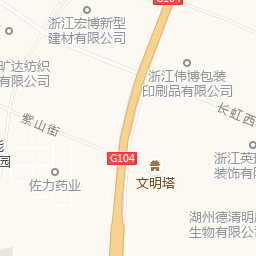 G104
浙江宏博新型
建材有限公司
旷达纺织
有限公司
浙江伟博包装
印刷品有限公司
长虹西
紫山街
能
园
G104
浙江英
装饰有限
佐力药业
文明塔
湖州德清明
生物有限公